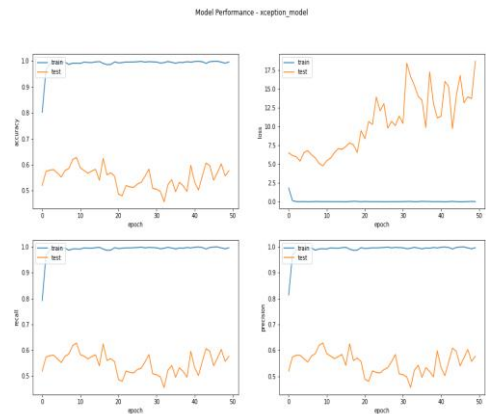 Model Performance - xception_model
1.0
0.9
0.8
0.7
0.6
0.5
accuracy
train
test
0 10 20 30 40 50
epoch
17.5
15.0
12.5
10.0
7.5
5.0
2.5
0.0
loss
train
test
0 10 20 30 40 50
epoch
1.0
0.9
0.8
0.7
0.6
0.5
recall
train
test
0 10 20 30 40 50
epoch
1.0
0.9
0.8
0.7
0.6
0.5
precision
train
test
0 10 20 30 40 50
epoch